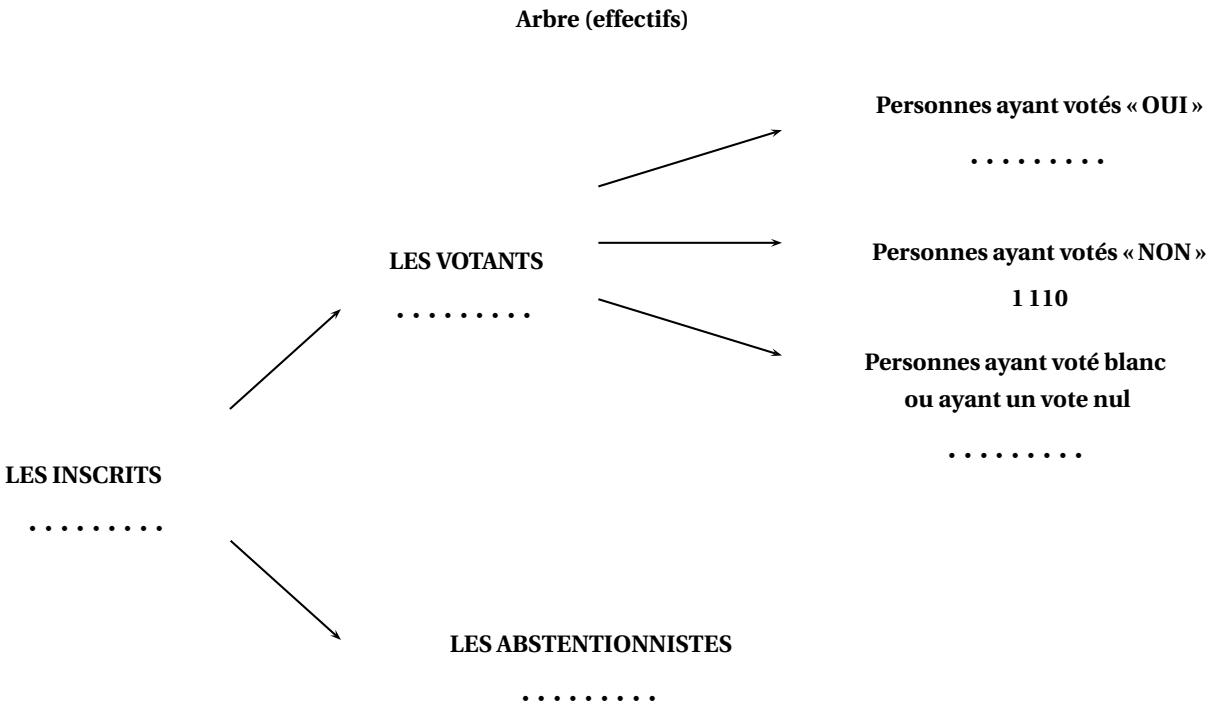 Arbre (effectifs)
Personnes ayant votés « OUI »
. . . . . . . . .
LES VOTANTS
. . . . . . . . .
Personnes ayant votés « NON »
1 110
Personnes ayant voté blanc
ou ayant un vote nul
. . . . . . . . .
LES INSCRITS
. . . . . . . . .
LES ABSTENTIONNISTES
. . . . . . . . .